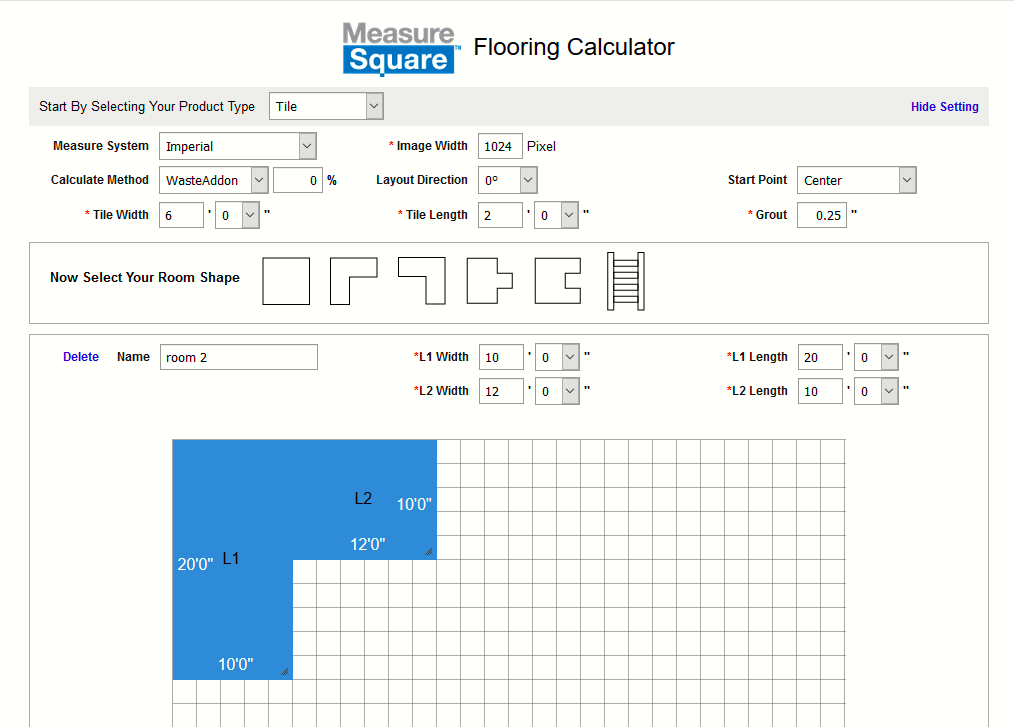 Measure
Square™ Flooring Calculator
Start By Selecting Your Product Type Tile Hide Setting
Measure System Imperial * Image Width 1024 Pixel
Calculate Method WasteAddon 0 % Layout Direction 0º Start Point Center
* Tile Width 6 ' 0 " * Tile Length 2 ' 0 " * Grout 0.25 "
Now Select Your Room Shape
Delete Name room 2 *L1 Width 10 ' 0 " *L1 Length 20 ' 0 "
*L2 Width 12 ' 0 " *L2 Length 10 ' 0 "
L2 10'0"
12'0"
20'0" L1
10'0"